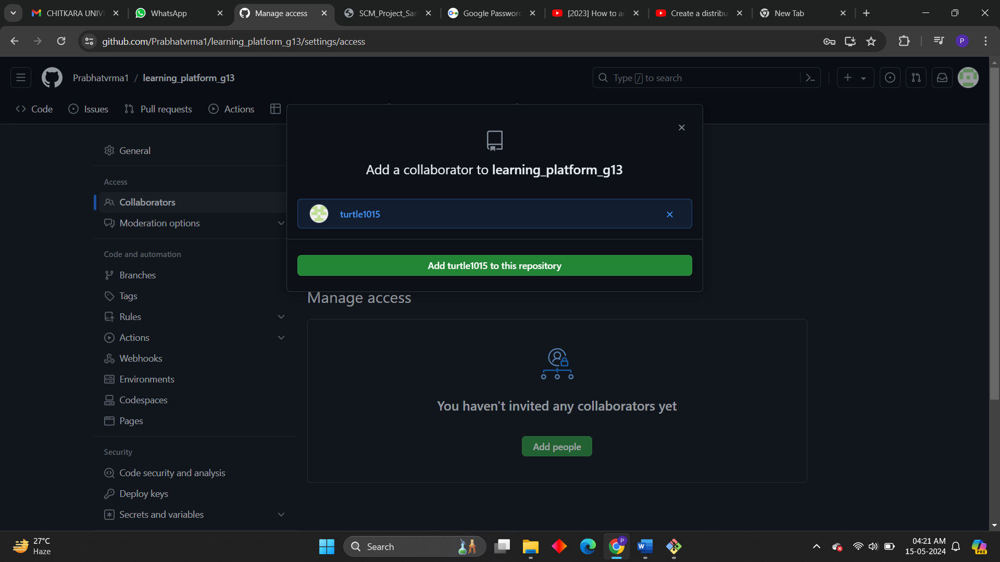 CHITKARA UNIV
WhatsApp
Manage access
SCM_Project_Sar
Google Password
[2023] How to ac
Create a distribu
New Tab
github.com/Prabhatvrma1/learning_platform_g13/settings/access
P
Prabhatvrma1 / learning_platform_g13
Type / to search
Code
Issues
Pull requests
Actions
General
Access
Collaborators
Moderation options
Code and automation
Branches
Tags
Rules
Actions
Webhooks
Environments
Codespaces
Pages
Security
Code security and analysis
Deploy keys
Secrets and variables
Add a collaborator to learning_platform_g13
turtle1015
Add turtle1015 to this repository
Manage access
You haven't invited any collaborators yet
Add people
27°C
Haze
Search
P
W
04:21 AM
15-05-2024
PRE